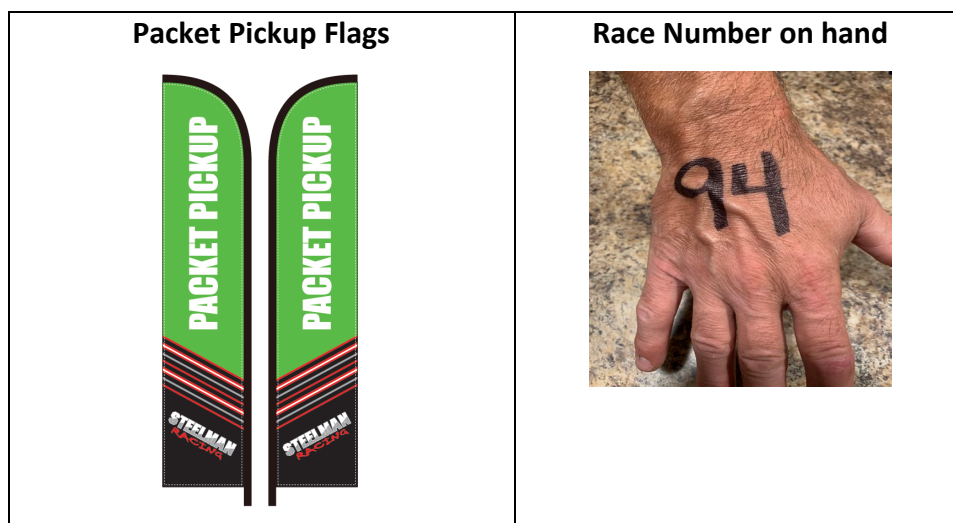 Packet Pickup Flags
PACKET PICKUP
PACKET PICKUP
STEELMAN
RACING
STEELMAN
RACING
Race Number on hand
94